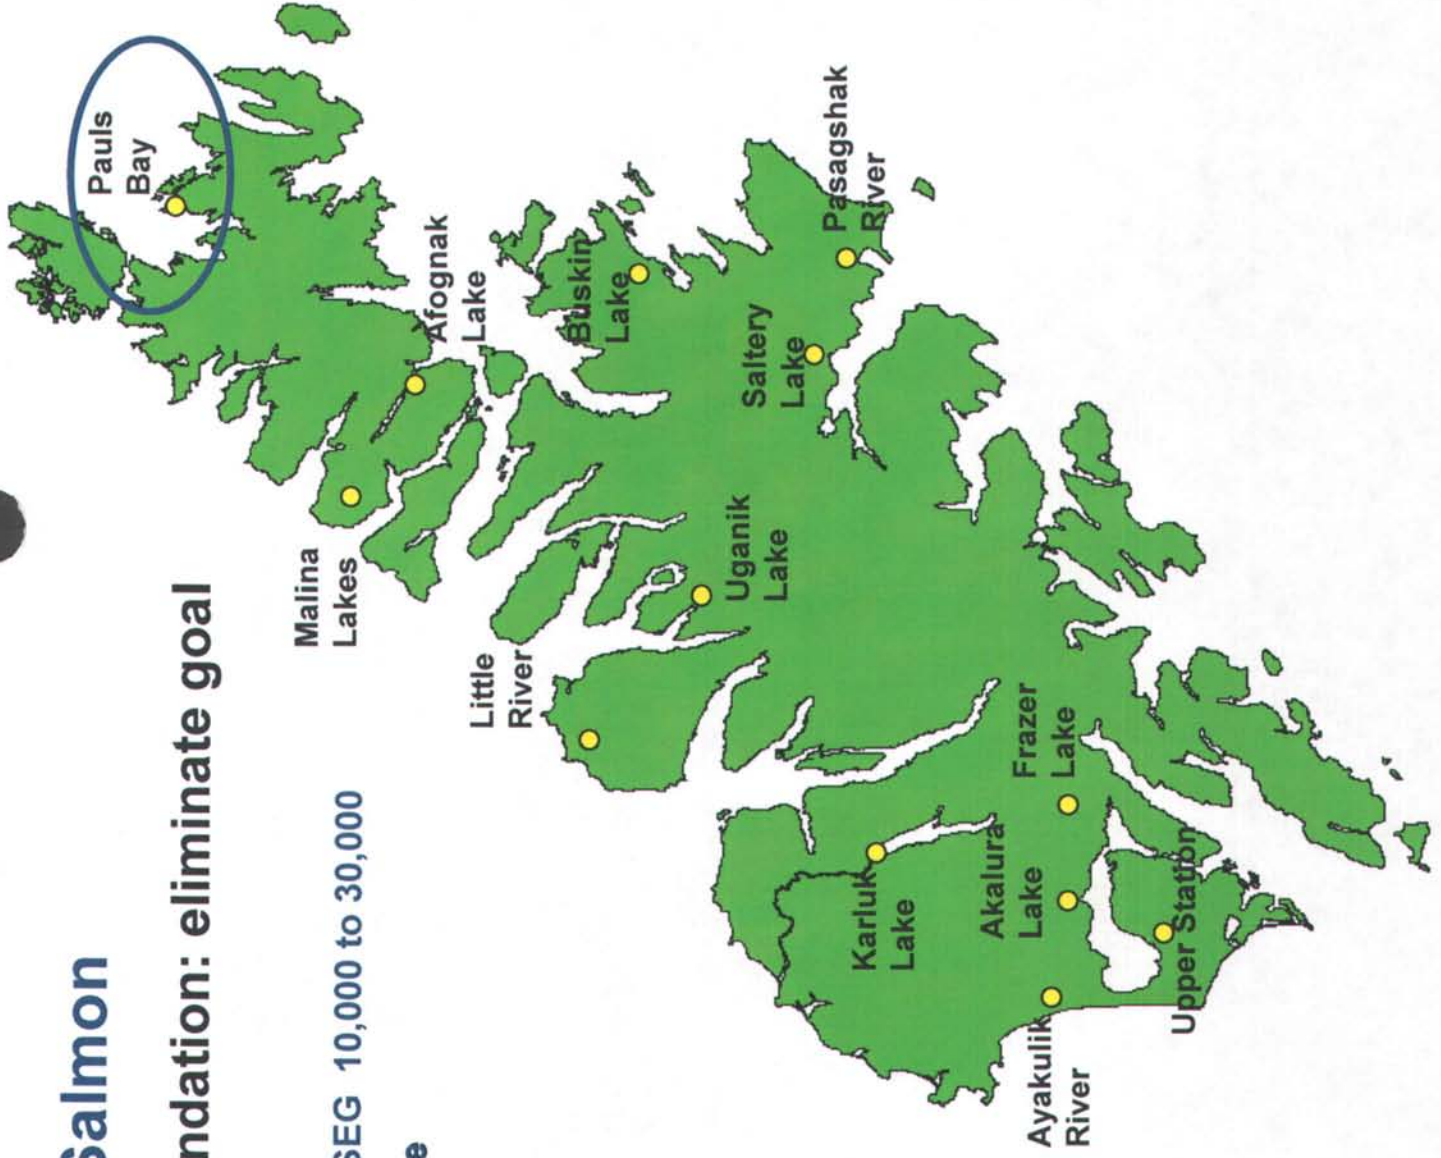 Salmon
ndation: eliminate goal
SEG 10,000 to 30,000
e
Pauls
Bay
Malina
Lakes
Afognak
Lake
Little
River
Buskin
Lake
Uganik
Lake
Saltery
Lake
Pasagshak
River
Karluk
Lake
Akalura
Lake
Frazer
Lake
Ayakulik
River
Upper Station